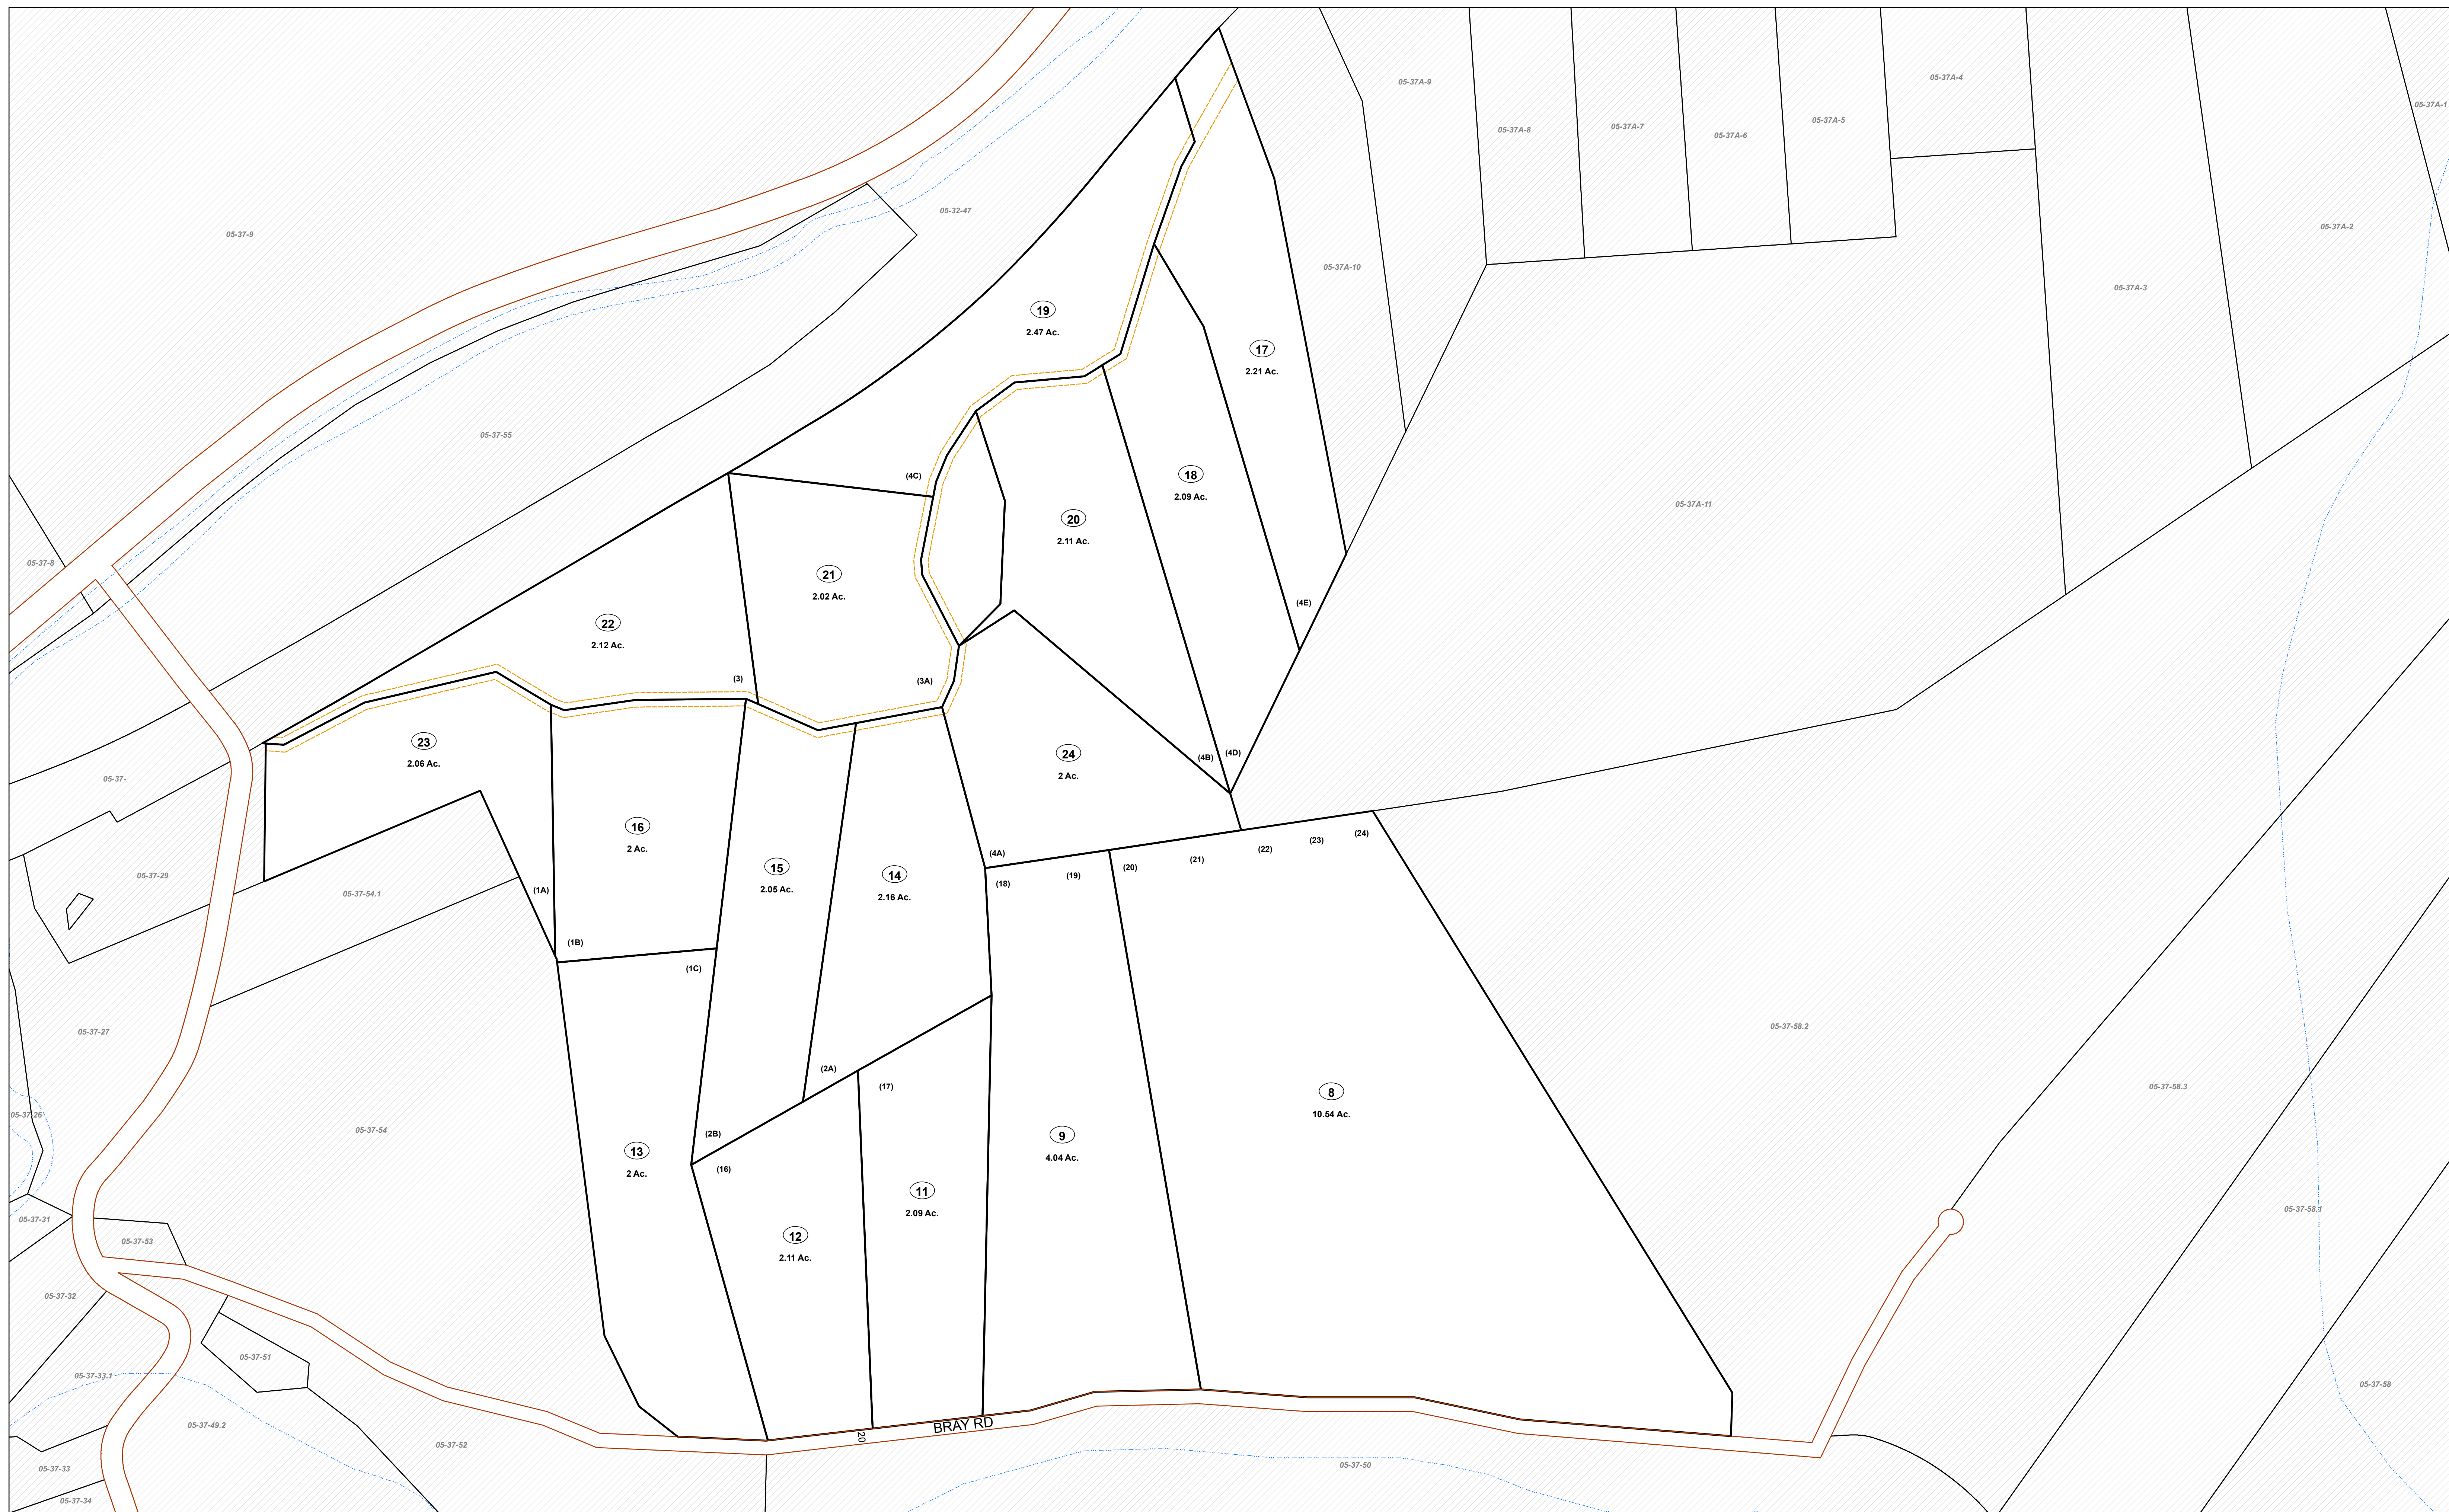 05-37A-4
05-37A-9
05-37A-1
05-37A-5
05-37A-7
05-37A-8
05-37A-6
05-32-47
05-37A-2
05-37-9
05-37A-10
05-37A-3
19
2.47 Ac.
17
2.21 Ac.
05-37-55
(4C)
18
2.09 Ac.
05-37A-11
20
2.11 Ac.
05-37-8
21
2.02 Ac.
(4E)
22
2.12 Ac.
(3)
(3A)
23
2.06 Ac.
24
2 Ac.
(4B)
(4D)
05-37-
16
2 Ac.
(24)
(23)
(22)
(4A)
(21)
(20)
15
2.05 Ac.
14
2.16 Ac.
05-37-29
(19)
(18)
05-37-54.1
(1A)
(1B)
(1C)
05-37-27
05-37-58.2
(2A)
(17)
05-37-58.3
8
10.54 Ac.
05-37-26
05-37-54
(2B)
9
4.04 Ac.
13
2 Ac.
(16)
11
2.09 Ac.
05-37-58.1
05-37-31
05-37-53
12
2.11 Ac.
05-37-32
05-37-51
05-37-33.1
05-37-58
05-37-49.2
BRAY RD
20
05-37-52
05-37-50
05-37-33
05-37-34